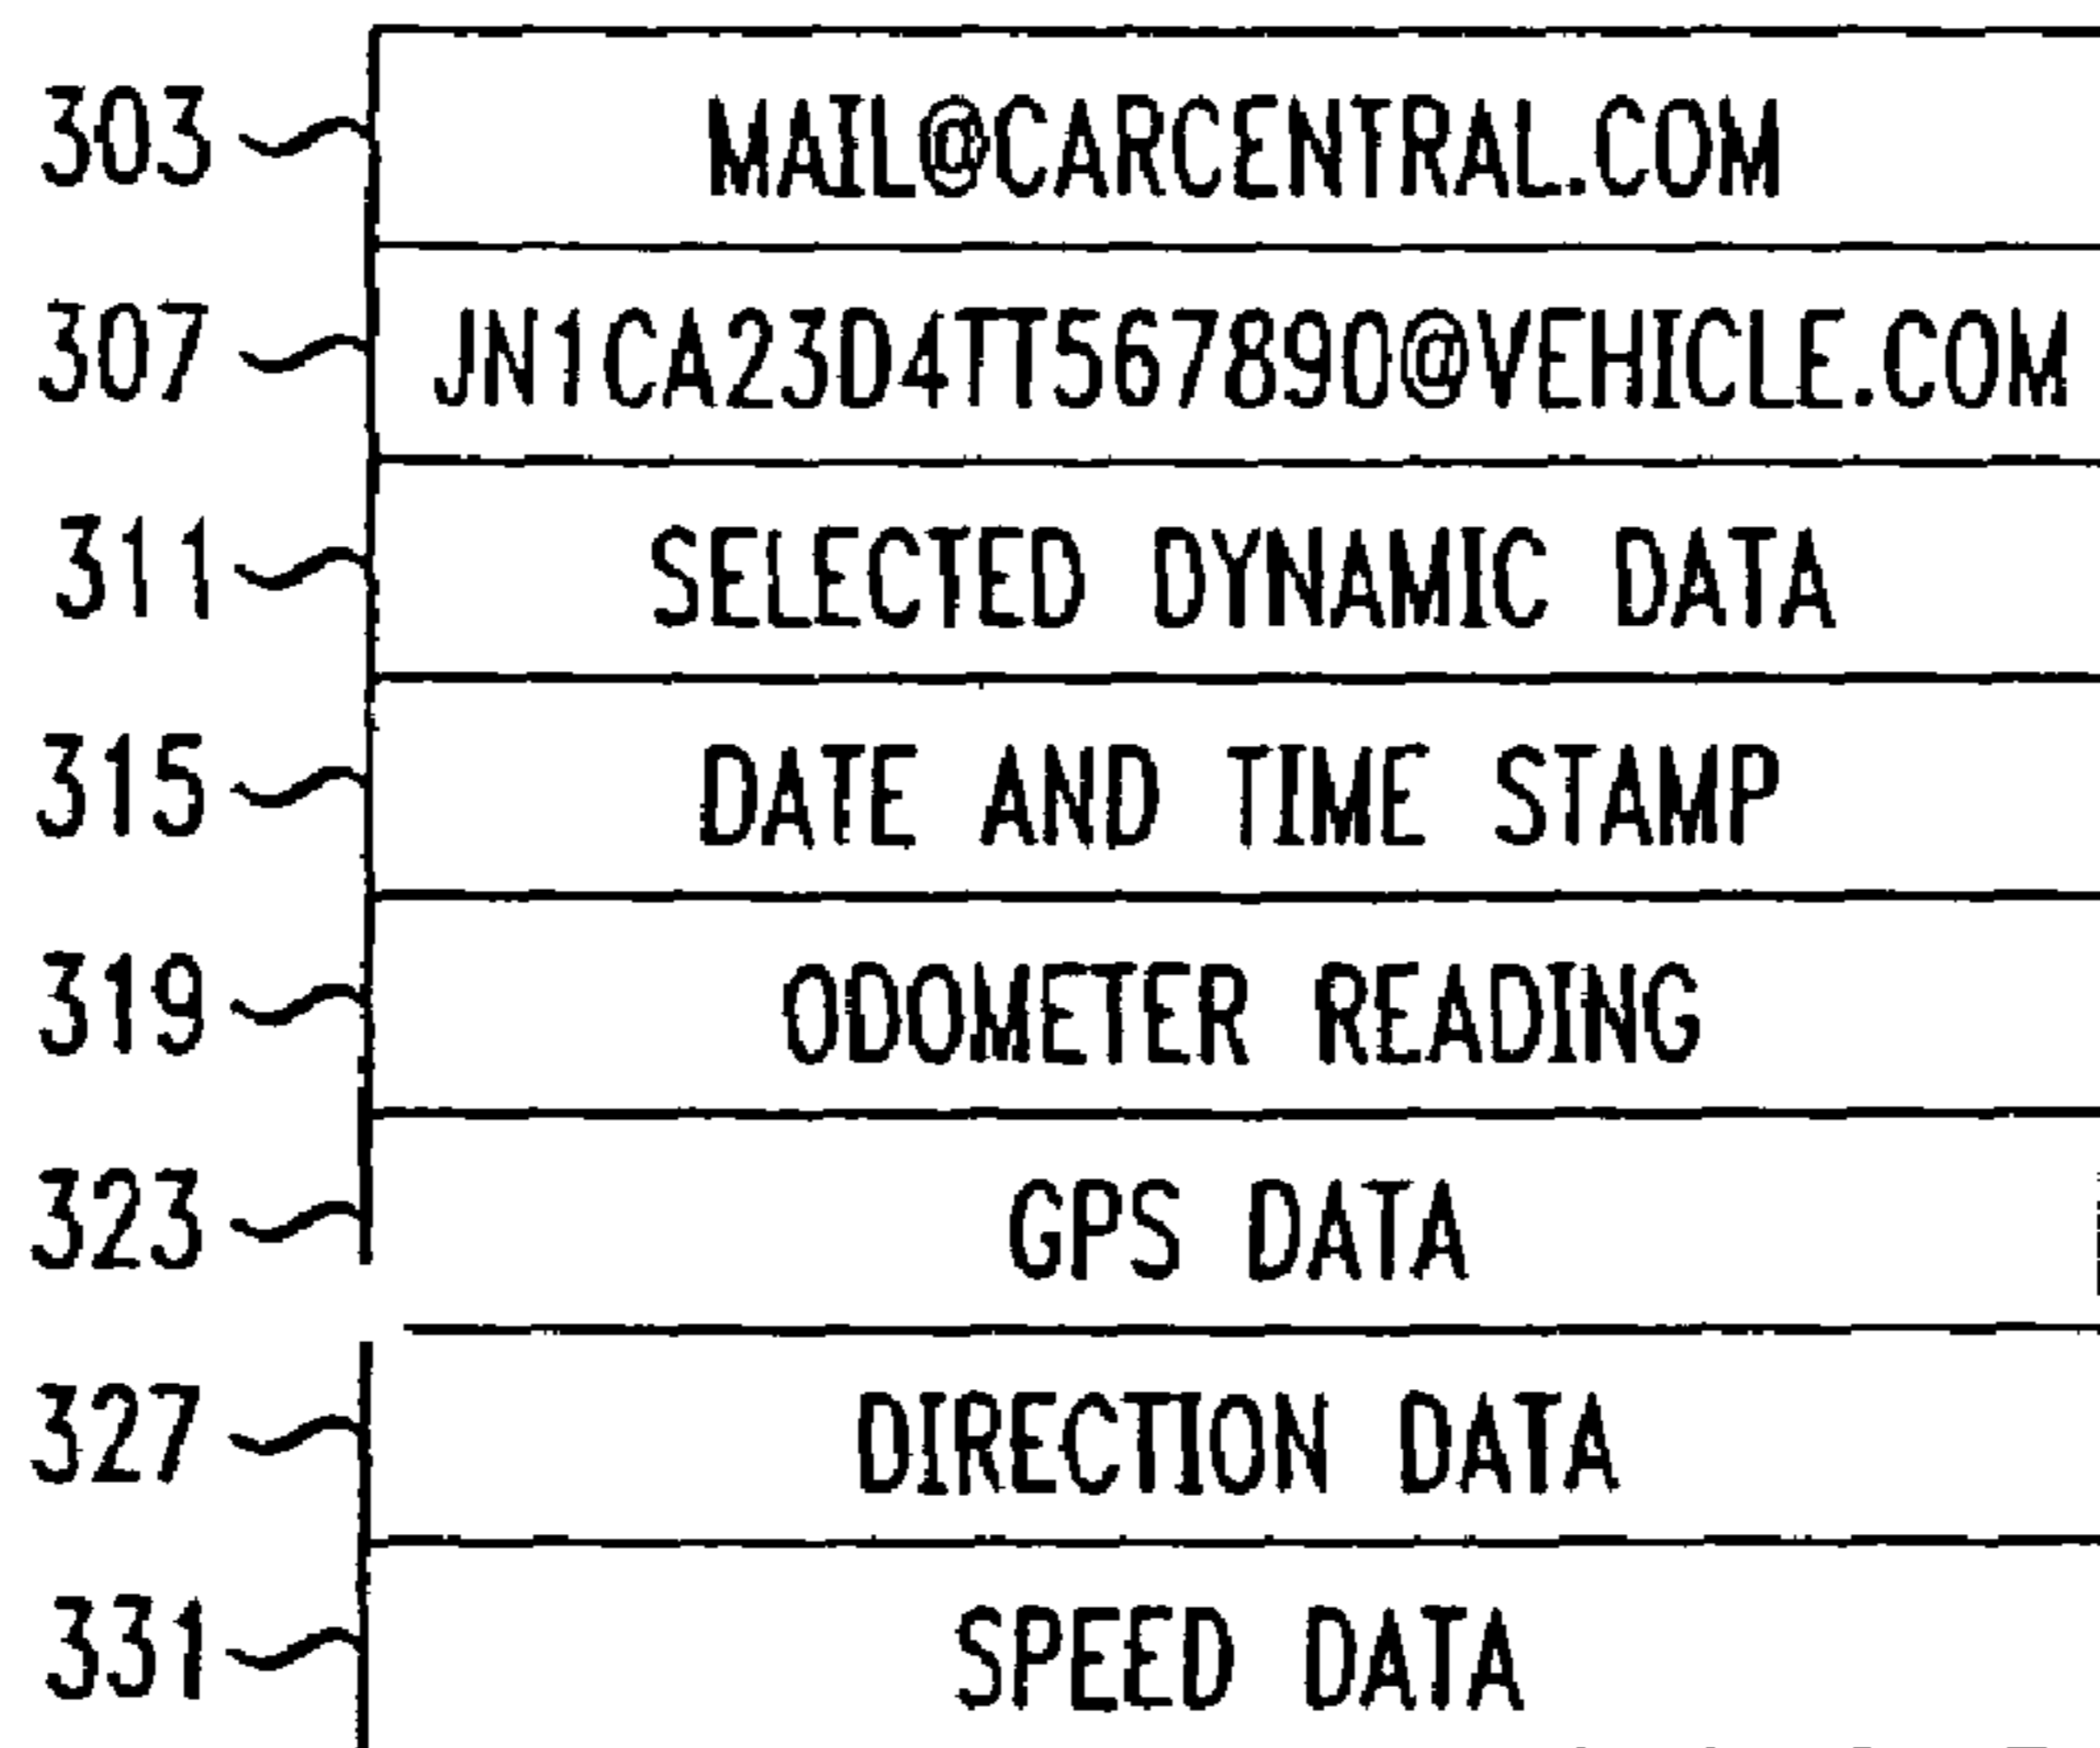 303 MAIL@CARCENTRAL.COM
307 JN1CA23D4TT567890@VEHICLE.COM
311 SELECTED DYNAMIC DATA
315 DATE AND TIME STAMP
319 ODOMETER READING
323 GPS DATA
327 DIRECTION DATA
331 SPEED DATA